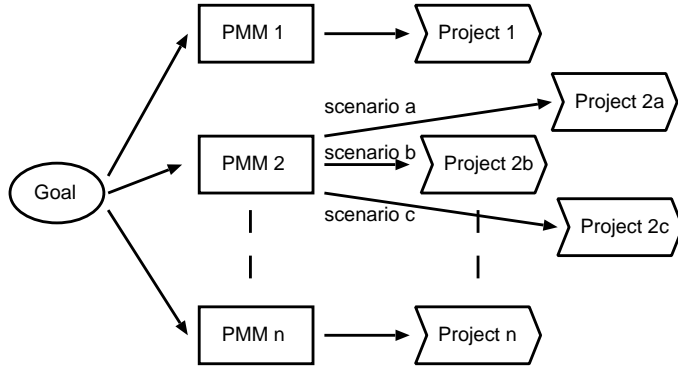 PMM 1
Project 1
scenario a
Project 2a
Goal
PMM 2
scenario b
Project 2b
scenario c
Project 2c
PMM n
Project n